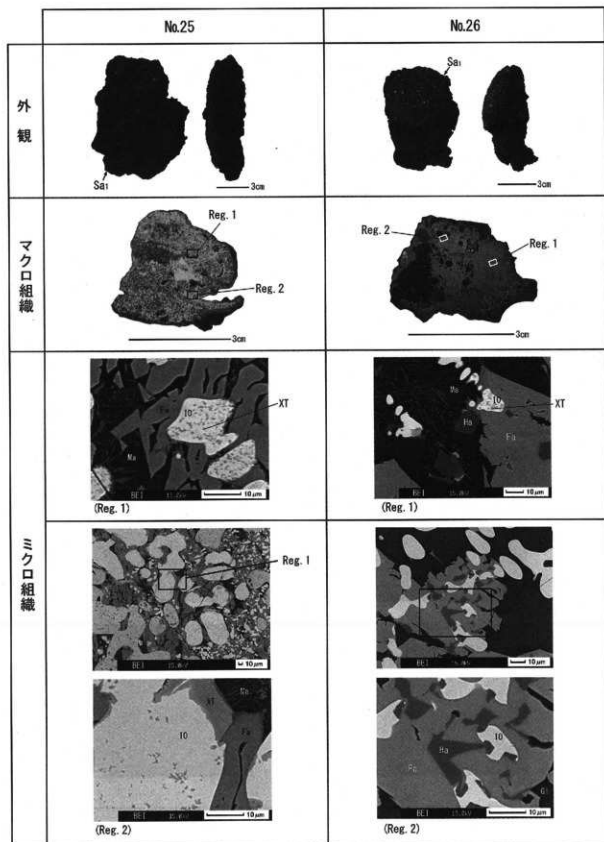 No.25
No.26
外観
Sa1
3cm
Sa1
3cm
マクロ組織
Reg. 1
Reg. 2
3cm
Reg. 2
Reg. 1
3cm
ミクロ組織
IO
Fa
XT
Ma
BEI
10μm
(Reg. 1)
IO
XT
Fa
BEI
10μm
(Reg. 1)
Reg. 1
BEI
10μm
BEI
10μm
Ma
XT
IO
Fa
BEI
10μm
(Reg. 2)
IO
Fa
BEI
10μm
(Reg. 2)